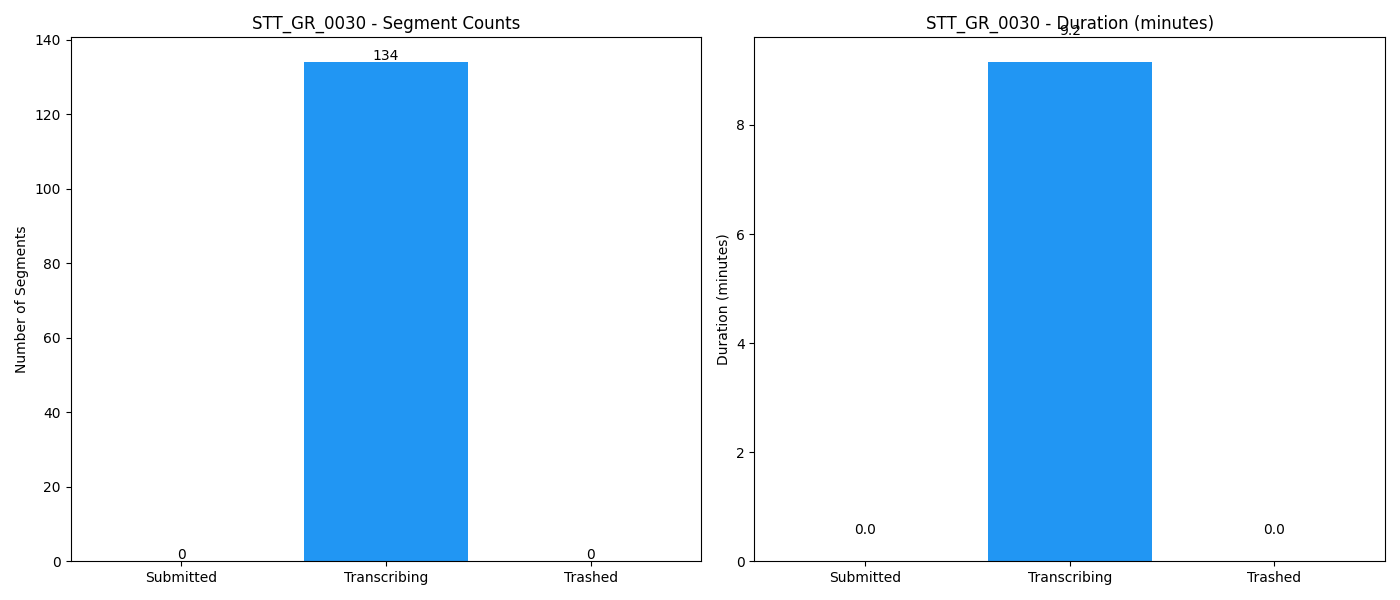 STT_GR_0030 - Segment Counts
Number of Segments
140
120
100
80
60
40
20
0
0
134
0
Submitted
Transcribing
Trashed
STT_GR_0030 - Duration (minutes)
Duration (minutes)
8
6
4
2
0
0.0
9.2
0.0
Submitted
Transcribing
Trashed